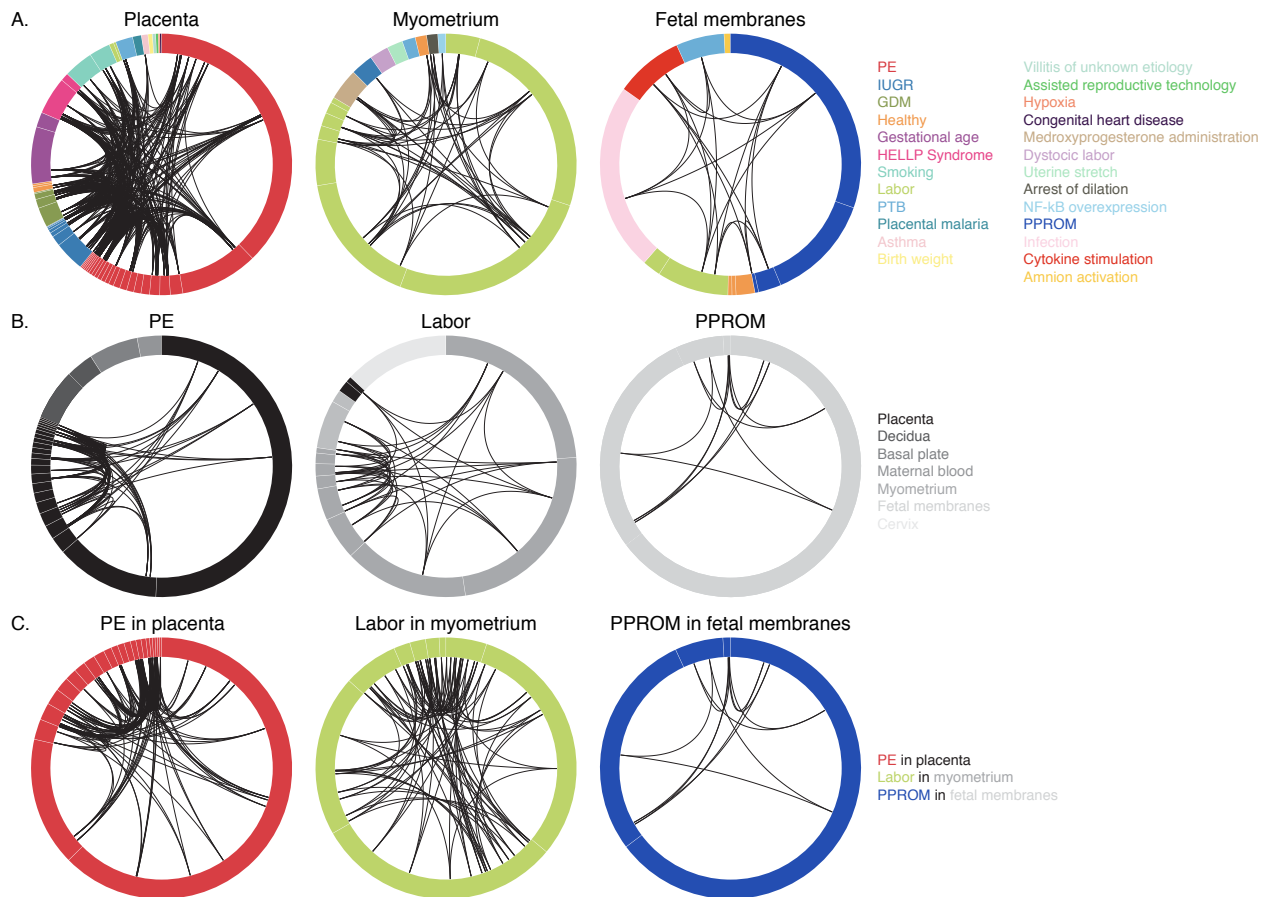 A.
Placenta
Myometrium
Fetal membranes
PE
IUGR
GDM
Healthy
Gestational age
HELLP Syndrome
Smoking
Labor
PTB
Placental malaria
Asthma
Birth weight
Villitis of unknown etiology
Assisted reproductive technology
Hypoxia
Congenital heart disease
Medroxyprogesterone administration
Dystocic labor
Uterine stretch
Arrest of dilation
NF-kB overexpression
PPROM
Infection
Cytokine stimulation
Amnion activation
B.
PE
Labor
PPROM
Placenta
Decidua
Basal plate
Maternal blood
Myometrium
Fetal membranes
Cervix
C.
PE in placenta
Labor in myometrium
PPROM in fetal membranes
PE in placenta
Labor in myometrium
PPROM in fetal membranes